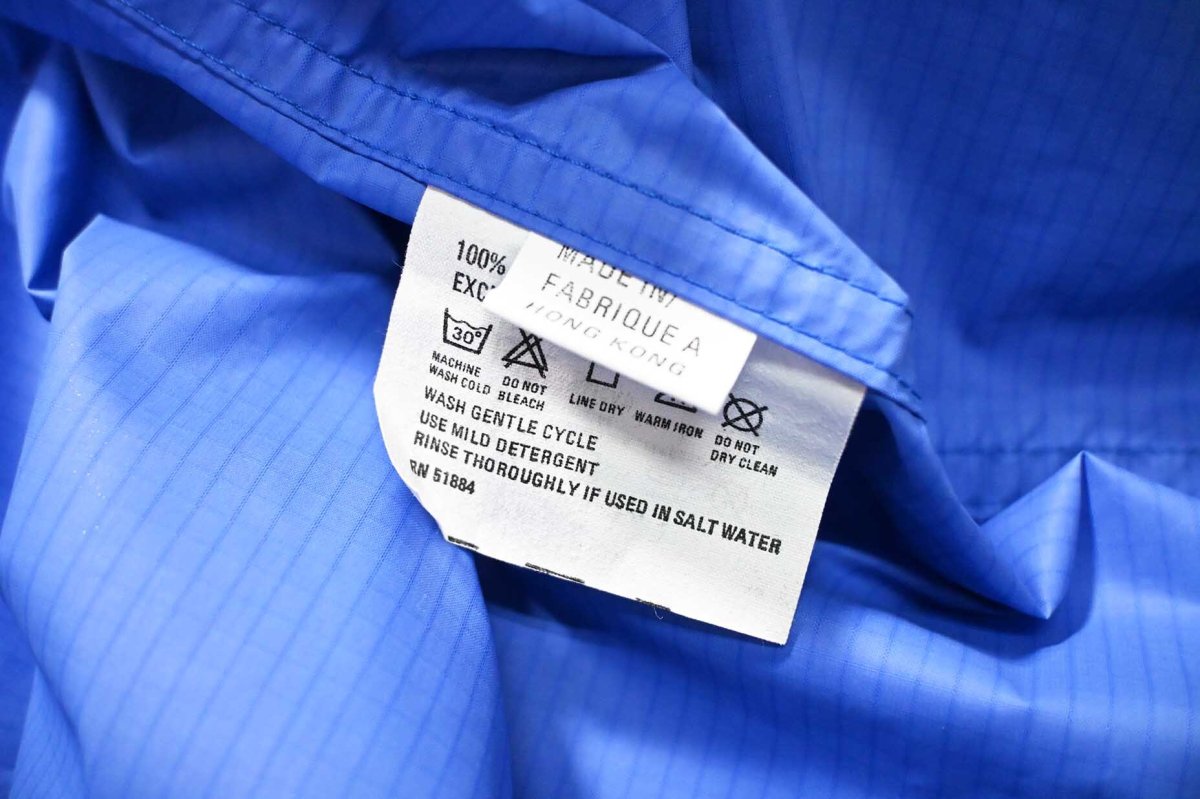 100%
MADE IN/
FABRIQUE A
HONG KONG
30°
MACHINE
WASH COLD
DO NOT
BLEACH
LINE DRY
WARM IRON
DO NOT
DRY CLEAN
WASH GENTLE CYCLE
USE MILD DETERGENT
RINSE THOROUGHLY IF USED IN SALT WATER
RN 51884